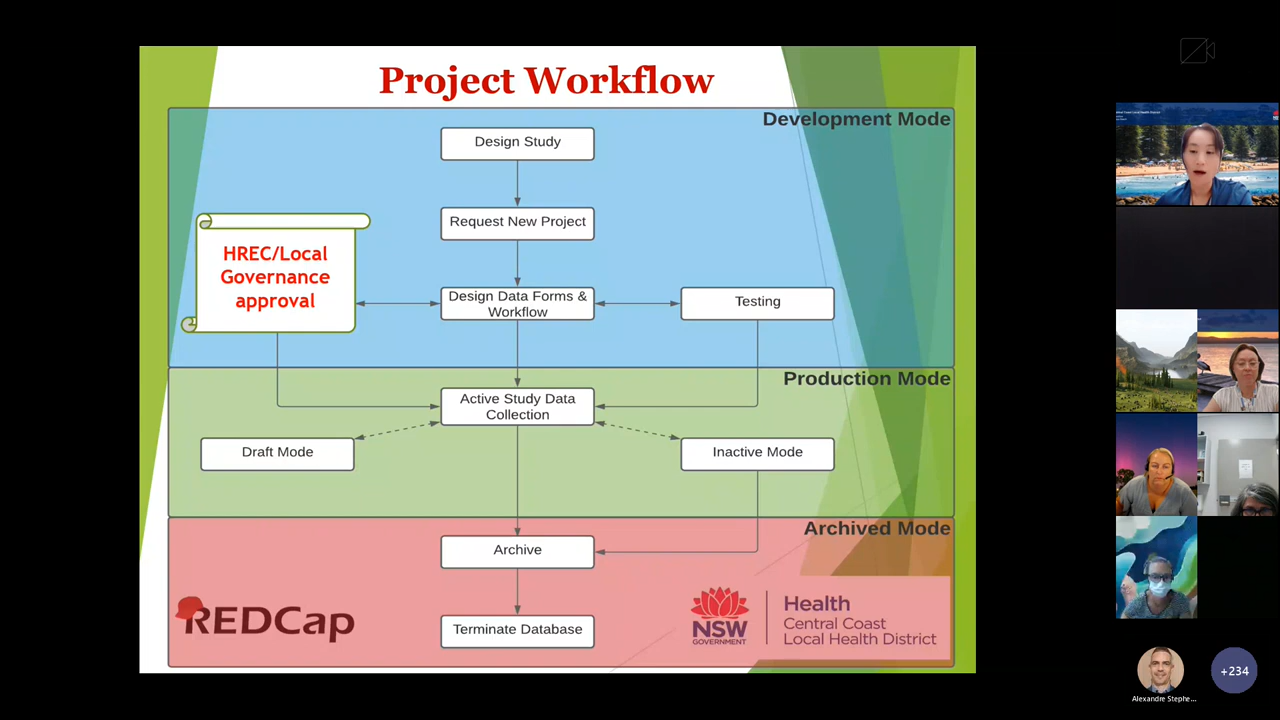 Project Workflow
Development Mode
Design Study
Request New Project
HREC/Local
Governance
approval
Design Data Forms &
Workflow
Testing
Production Mode
Active Study Data
Collection
Draft Mode
Inactive Mode
Archived Mode
Archive
REDCap
Terminate Database
NSW
GOVERNMENT
Health
Central Coast
Local Health District
Alexandre Stephe...
+234